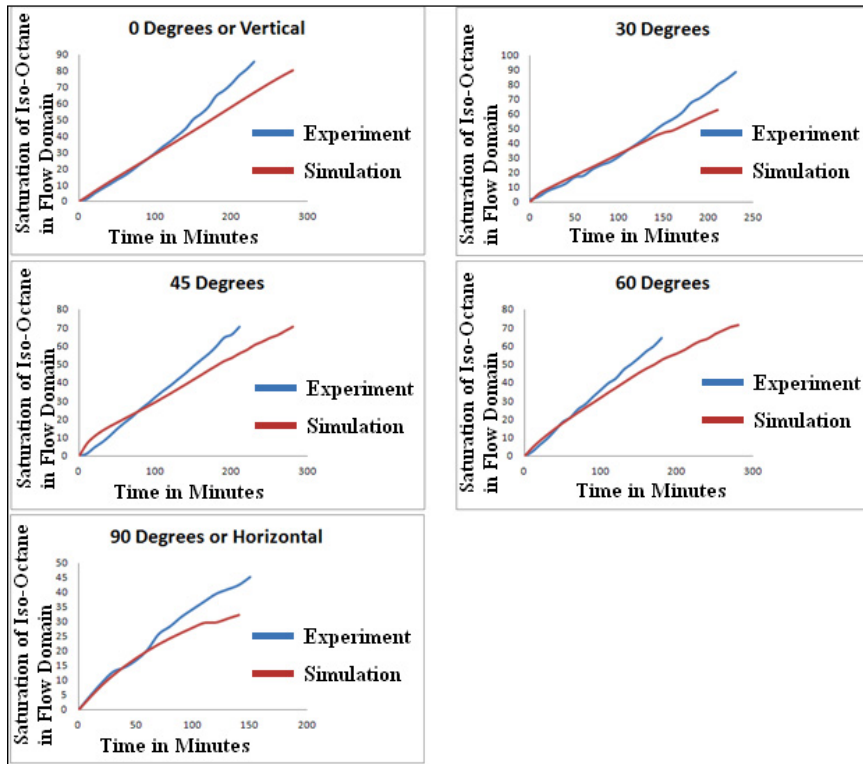 0 Degrees or Vertical
Saturation of Iso-Octane
in Flow Domain
90
80
70
60
50
40
30
20
10
0
0 100 200 300
Time in Minutes
Experiment
Simulation
30 Degrees
Saturation of Iso-Octane
in Flow Domain
100
90
80
70
60
50
40
30
20
10
0
0 50 100 150 200 250
Time in Minutes
Experiment
Simulation
45 Degrees
Saturation of Iso-Octane
in Flow Domain
80
70
60
50
40
30
20
10
0
0 100 200 300
Time in Minutes
Experiment
Simulation
60 Degrees
Saturation of Iso-Octane
in Flow Domain
80
70
60
50
40
30
20
10
0
0 100 200 300
Time in Minutes
Experiment
Simulation
90 Degrees or Horizontal
Saturation of Iso-Octane
in Flow Domain
50
45
40
35
30
25
20
15
10
5
0
0 50 100 150 200
Time in Minutes
Experiment
Simulation